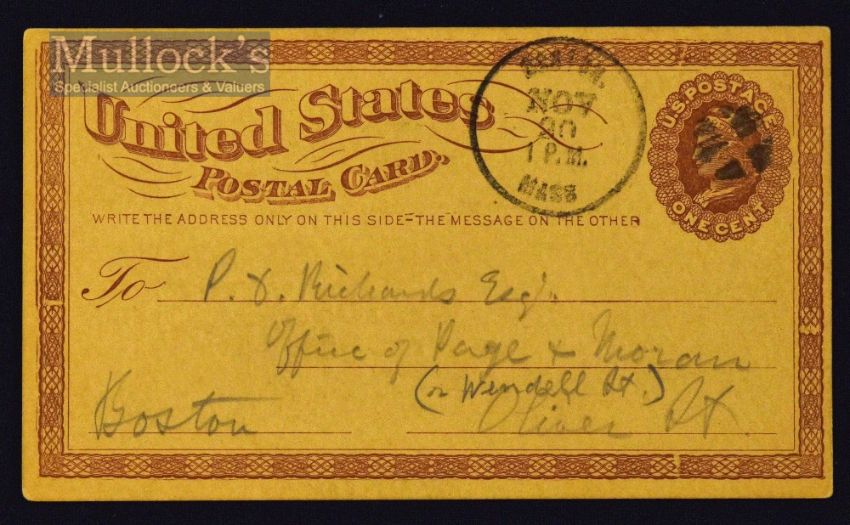 Mullock's
Specialist Auctioneers & Valuers
United States
POSTAL CARD.
WRITE THE ADDRESS ONLY ON THIS SIDE-THE MESSAGE ON THE OTHER
BOSTON.
NOV
20
1 P.M.
MASS
U.S. POSTAGE
ONE CENT
To P. D. Richards Esq.
Office of Page & Moran
(or Wendell St.)
Boston Oliver St.